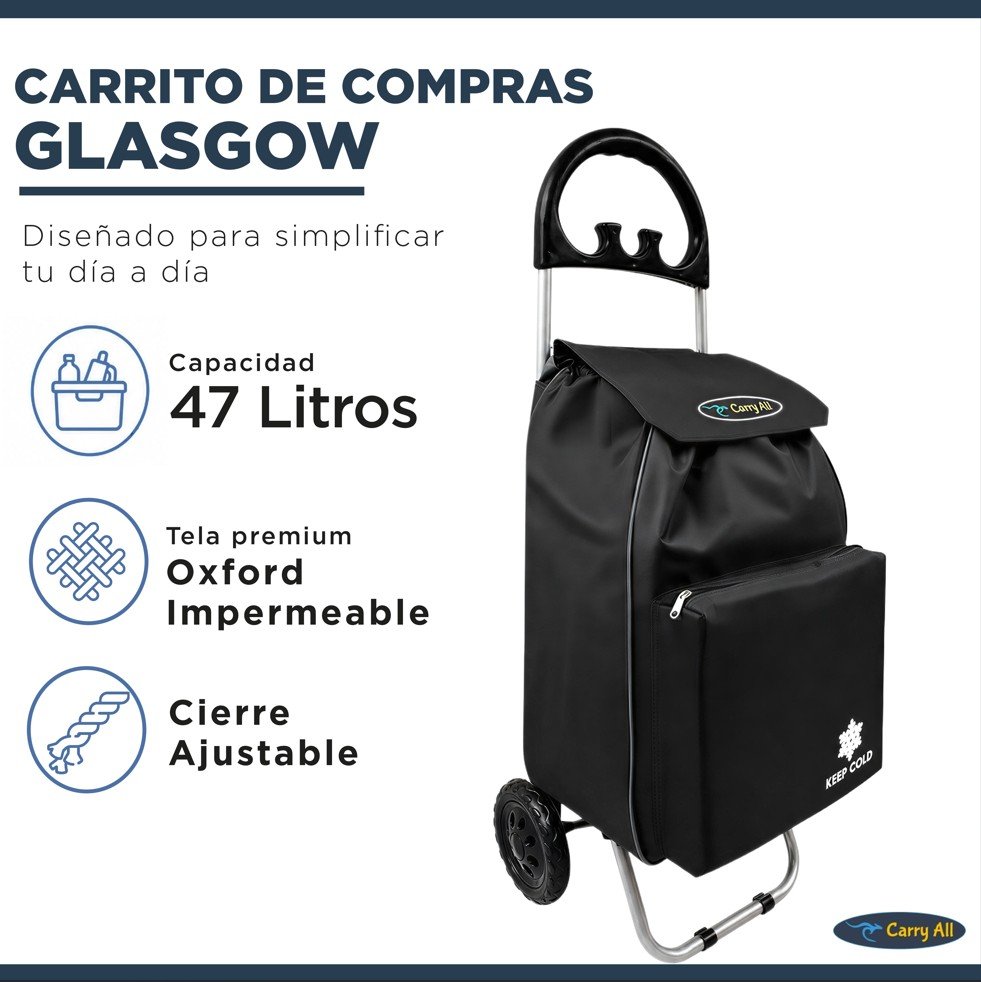 CARRITO DE COMPRAS
GLASGOW
Diseñado para simplificar
tu día a día
Capacidad
47 Litros
Tela premium
Oxford
Impermeable
Cierre
Ajustable
Carry All
KEEP COLD
Carry All